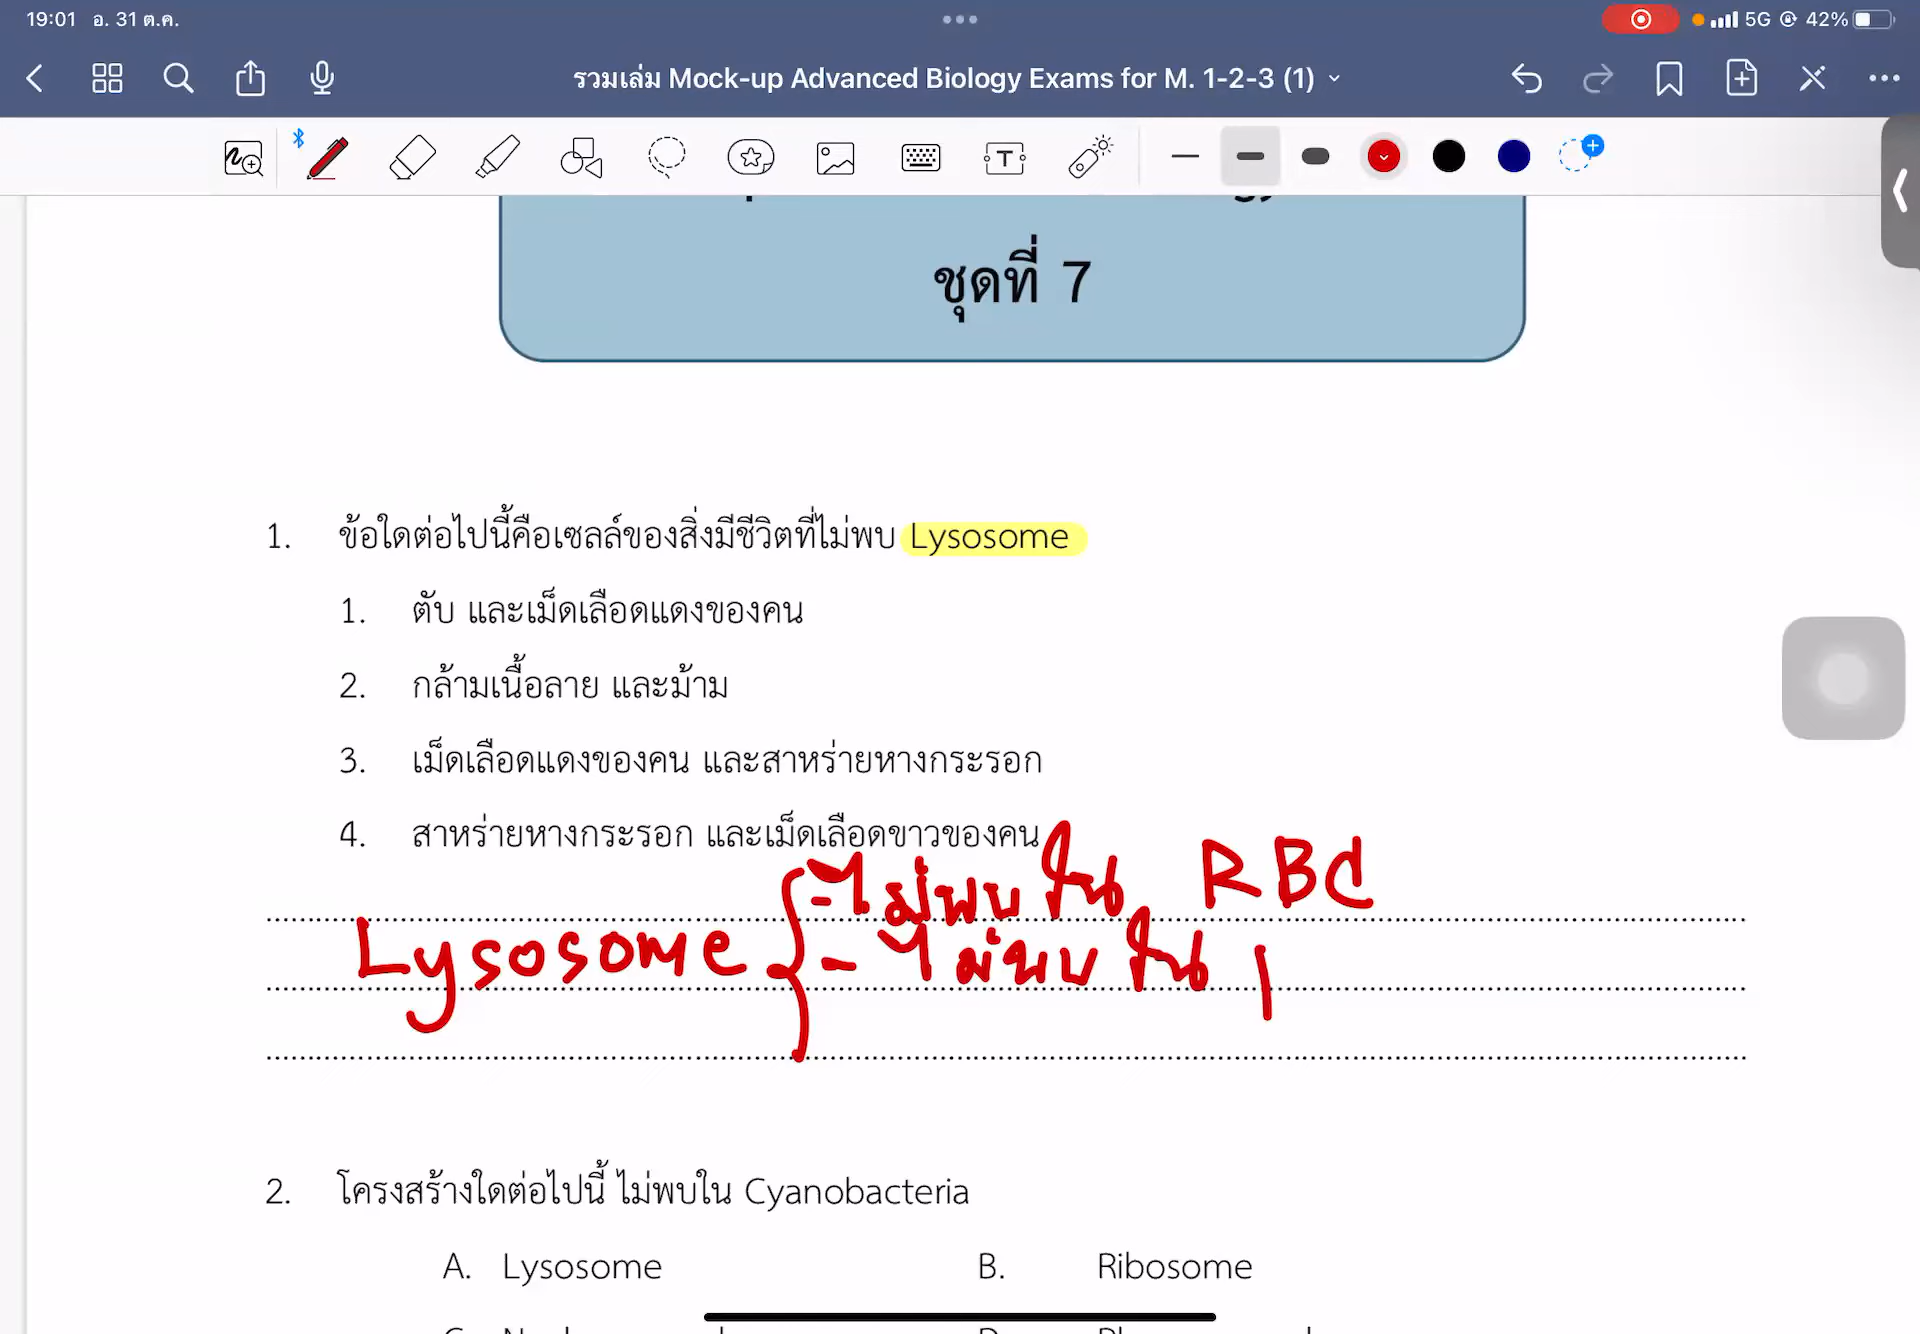 19:01 อ. 31 ต.ค.
5G 42%
รวมเล่ม Mock-up Advanced Biology Exams for M. 1-2-3 (1)
ชุดที่ 7
1. ข้อใดต่อไปนี้คือเซลล์ของสิ่งมีชีวิตที่ไม่พบ Lysosome
1. ตับ และเม็ดเลือดแดงของคน
2. กล้ามเนื้อลาย และม้าม
3. เม็ดเลือดแดงของคน และสาหร่ายหางกระรอก
4. สาหร่ายหางกระรอก และเม็ดเลือดขาวของคน
- ไม่พบใน RBC
Lysosome - ไม่พบใน
2. โครงสร้างใดต่อไปนี้ ไม่พบใน Cyanobacteria
A. Lysosome B. Ribosome